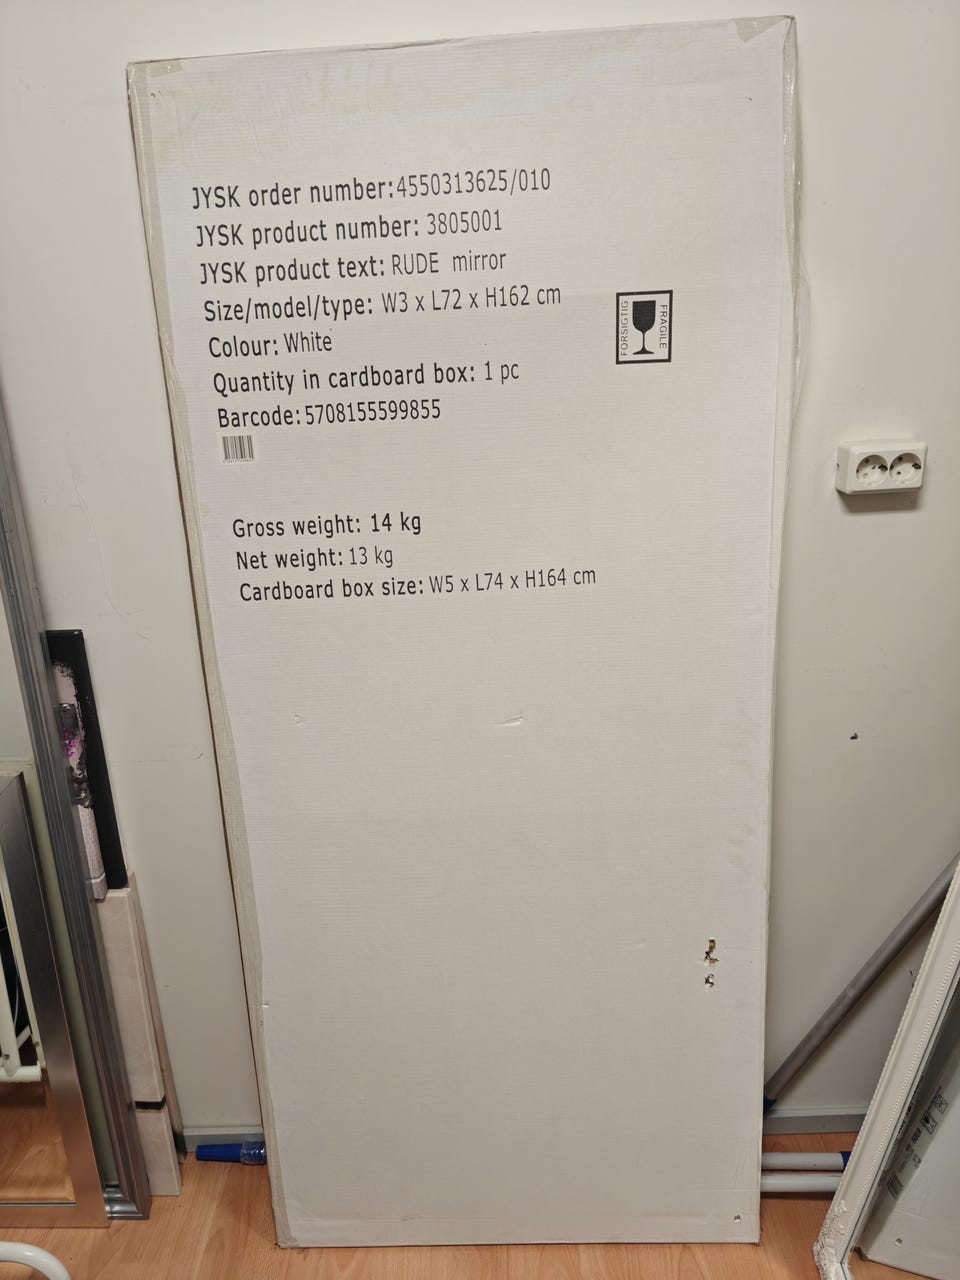 JYSK order number:4550313625/010
JYSK product number: 3805001
JYSK product text: RUDE mirror
Size/model/type: W3 x L72 x H162 cm
Colour: White
Quantity in cardboard box: 1 pc
Barcode:5708155599855
FORSIGTIG
FRAGILE
Gross weight: 14 kg
Net weight: 13 kg
Cardboard box size: W5 x L74 x H164 cm